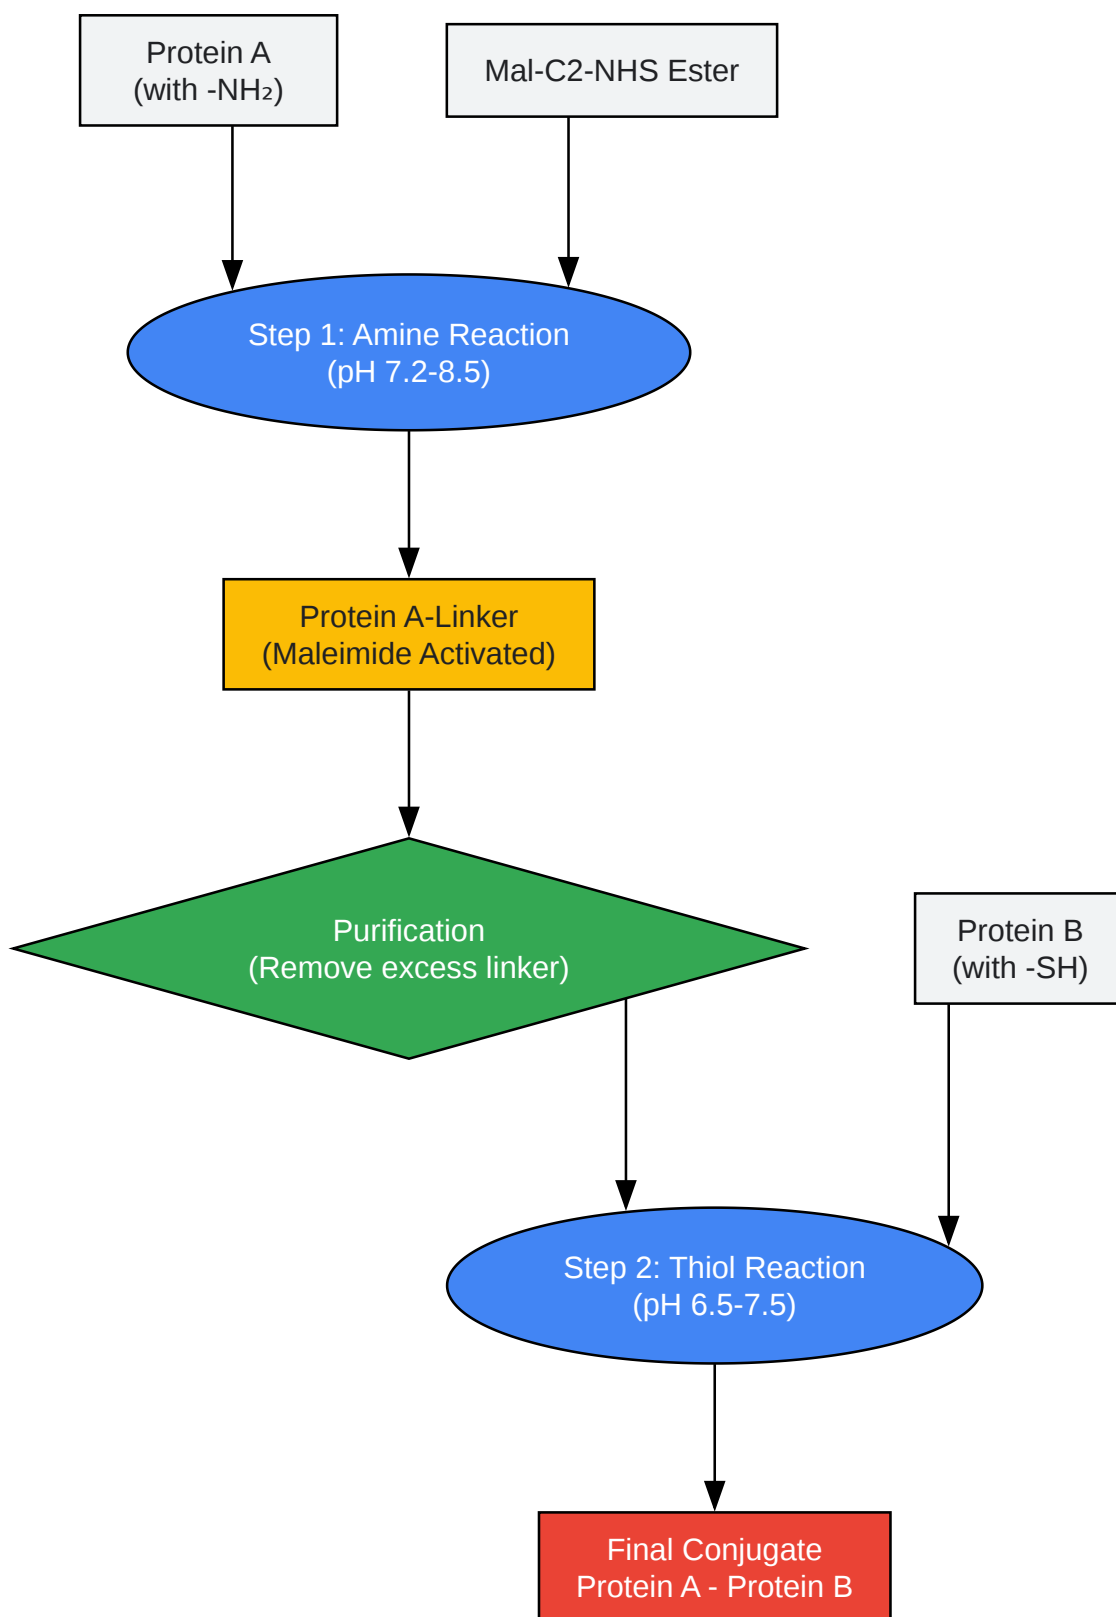 Protein A
(with -NH₂)
Mal-C2-NHS Ester
Step 1: Amine Reaction
(pH 7.2-8.5)
Protein A-Linker
(Maleimide Activated)
Purification
(Remove excess linker)
Protein B
(with -SH)
Step 2: Thiol Reaction
(pH 6.5-7.5)
Final Conjugate
Protein A - Protein B